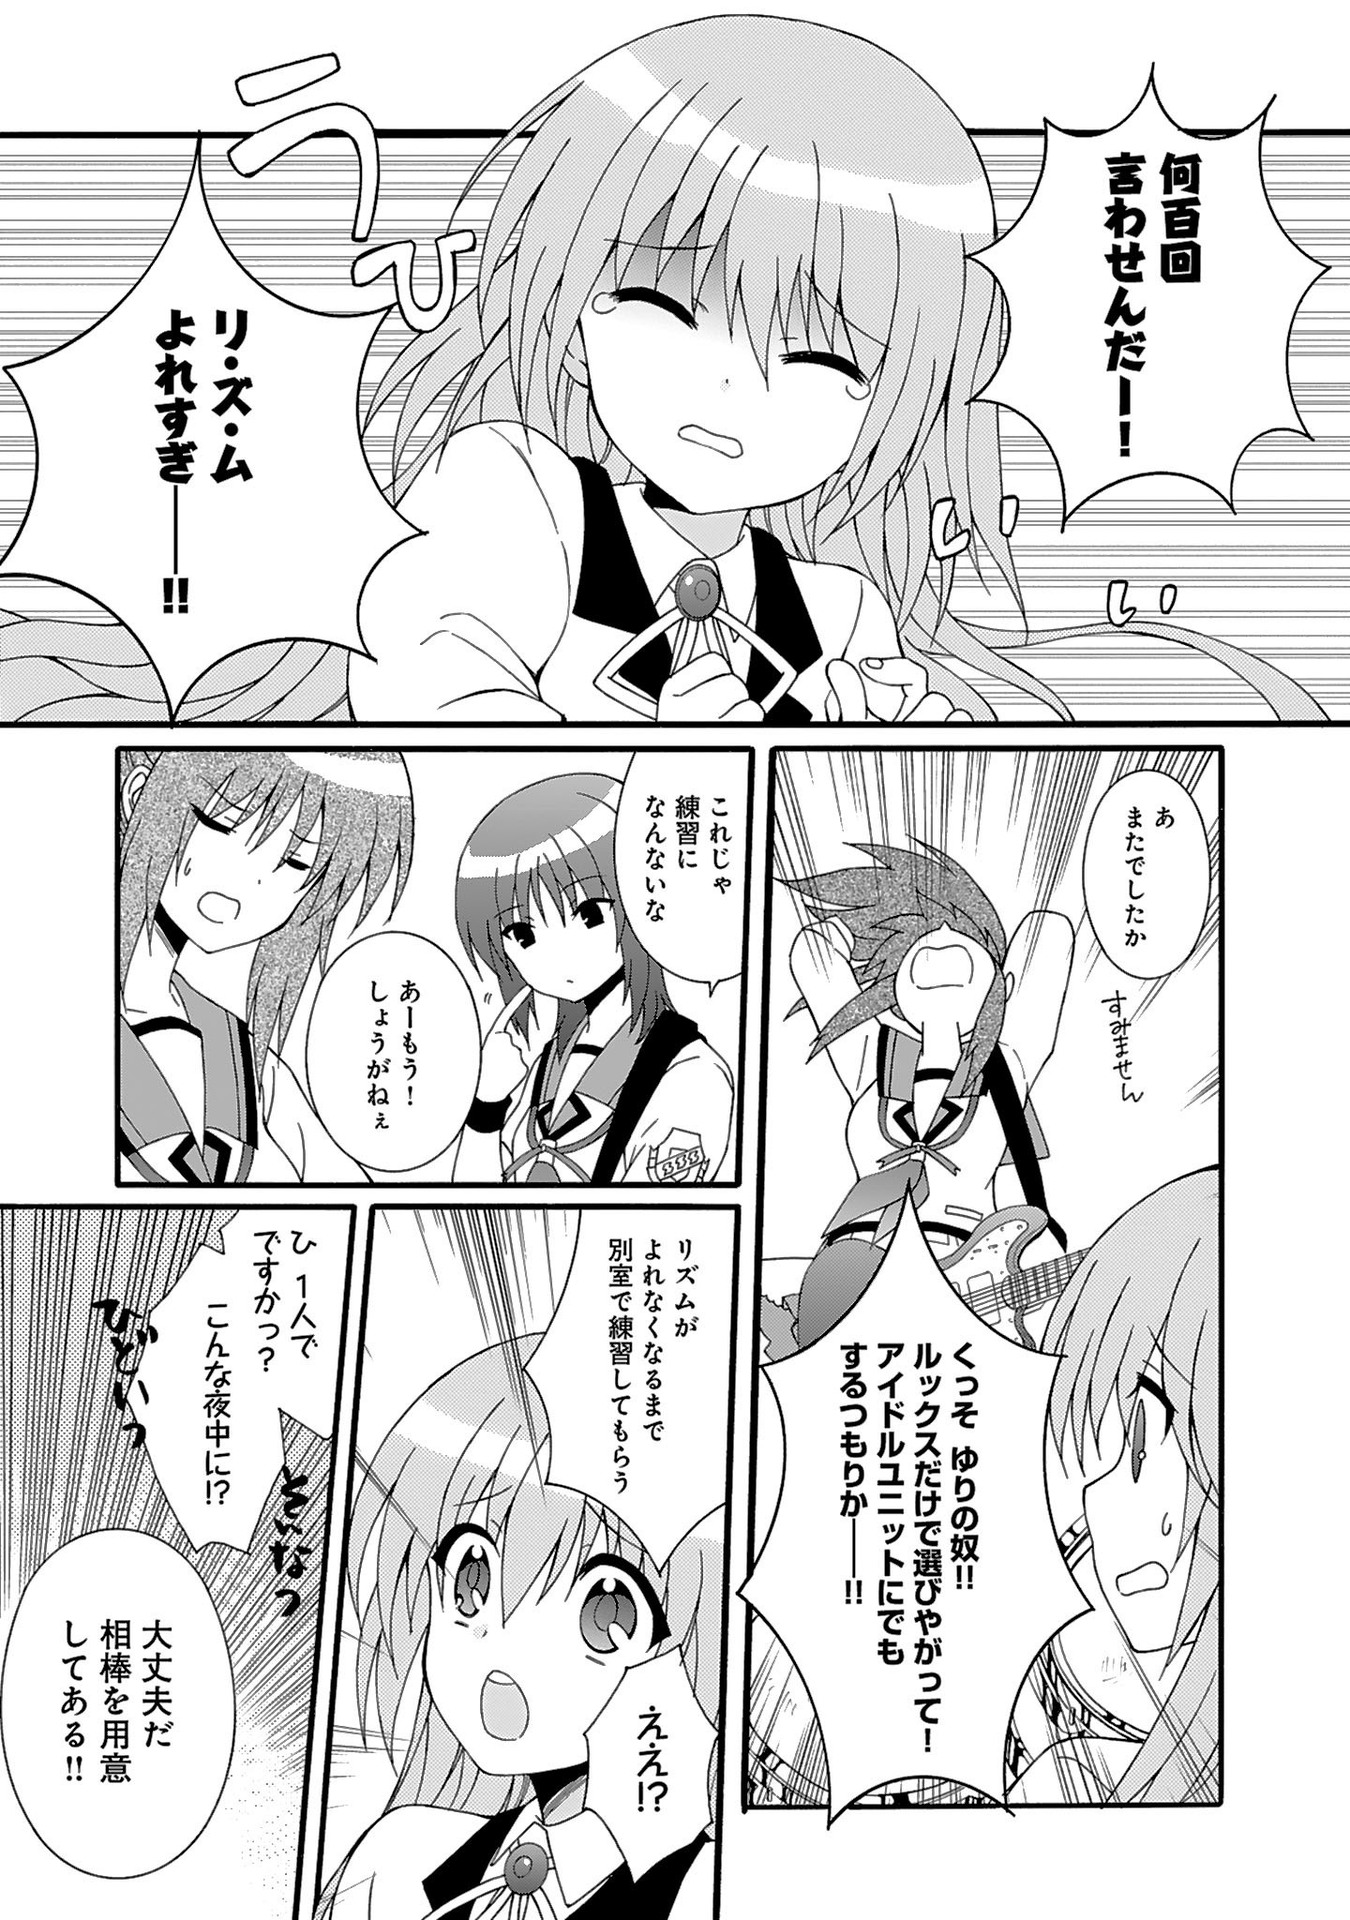 何百回
言わせんだー！
リ・ズ・ム
よれすぎ――!!
うひぃぃ
あ
またでしたか
すみません
くっそ ゆりの奴!!
ルックスだけで選びやがって！
アイドルユニットにでも
するつもりか――!!
これじゃ
練習に
なんないな
あーもう！
しょうがねぇ
SSS
リズムが
よれなくなるまで
別室で練習してもらう
ええ!?
ひ 1人で
ですかっ？
こんな夜中に!?
そんなっ
ひどいっ
大丈夫だ
相棒を用意
してある!!